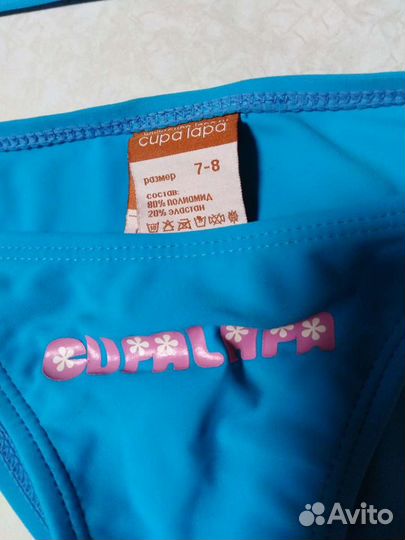 cupa lapa
размер 7-8
состав:
80% полиамид
20% эластан
CUPALAPA
Avito